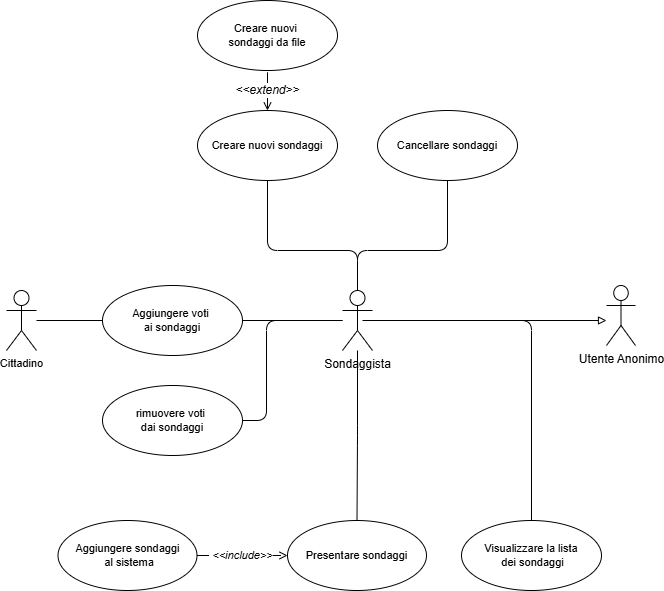 Creare nuovi
sondaggi da file
<<extend>>
Creare nuovi sondaggi
Cancellare sondaggi
Aggiungere voti
ai sondaggi
Cittadino
Sondaggista
Utente Anonimo
rimuovere voti
dai sondaggi
Aggiungere sondaggi
al sistema
<<include>>
Presentare sondaggi
Visualizzare la lista
dei sondaggi